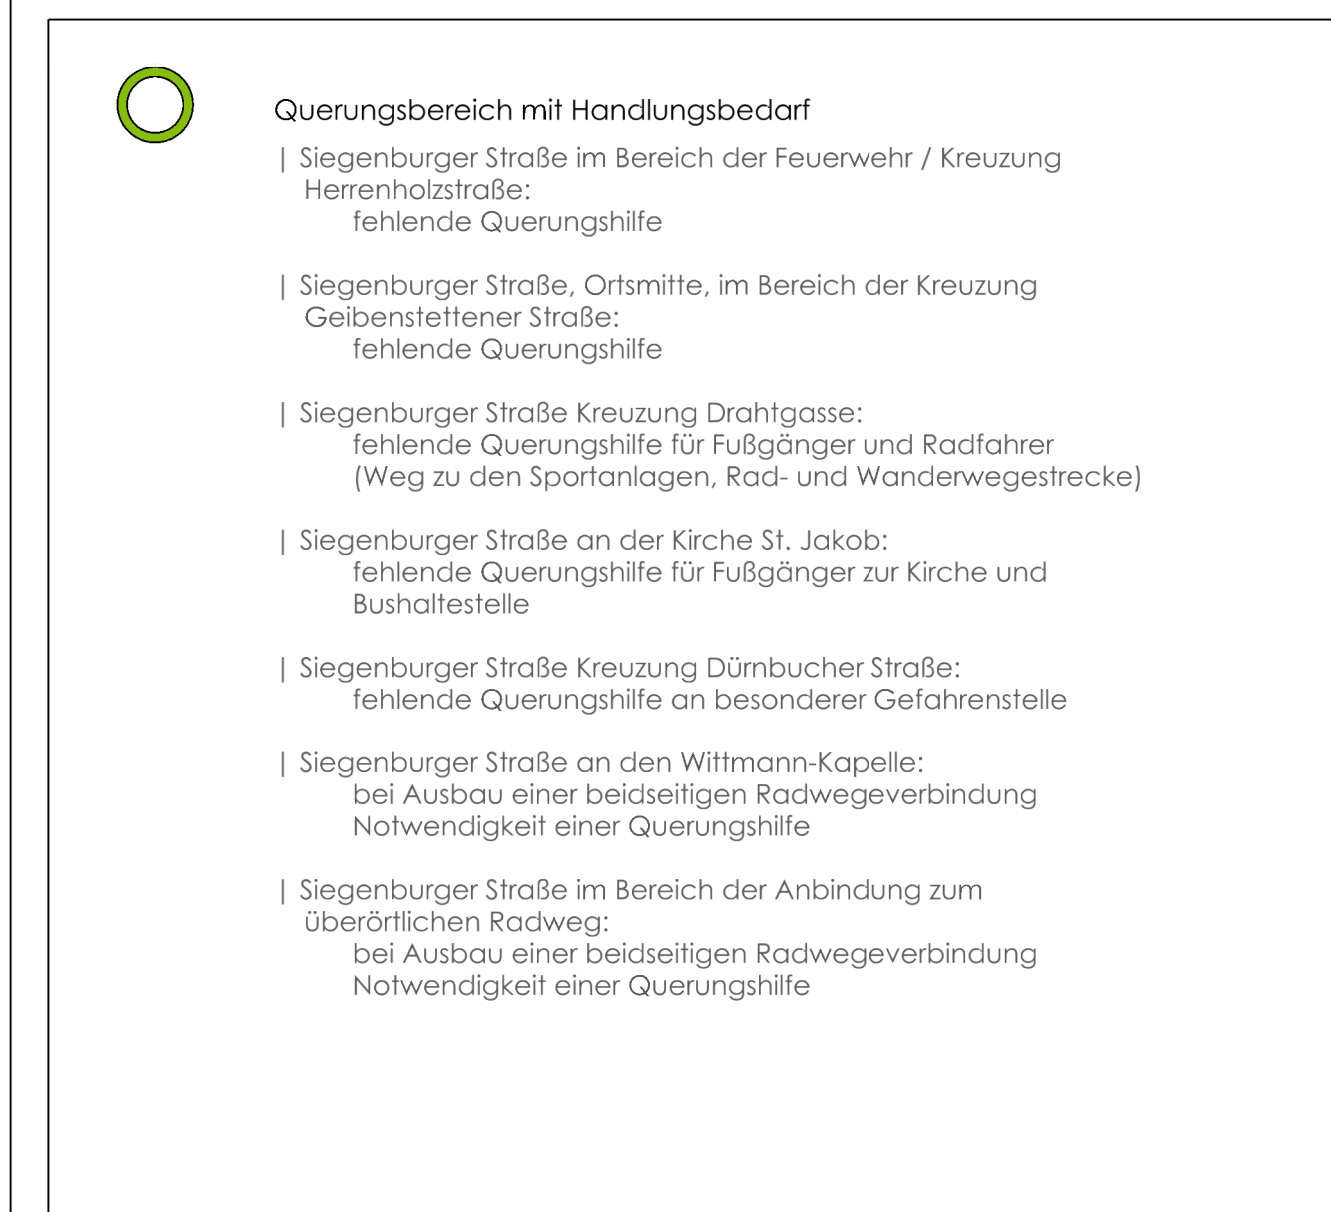 Querungsbereich mit Handlungsbedarf
| Siegenburger Straße im Bereich der Feuerwehr / Kreuzung
Herrenholzstraße:
fehlende Querungshilfe
| Siegenburger Straße, Ortsmitte, im Bereich der Kreuzung
Geibenstettener Straße:
fehlende Querungshilfe
| Siegenburger Straße Kreuzung Drahtgasse:
fehlende Querungshilfe für Fußgänger und Radfahrer
(Weg zu den Sportanlagen, Rad- und Wanderwegestrecke)
| Siegenburger Straße an der Kirche St. Jakob:
fehlende Querungshilfe für Fußgänger zur Kirche und
Bushaltestelle
| Siegenburger Straße Kreuzung Dürnbucher Straße:
fehlende Querungshilfe an besonderer Gefahrenstelle
| Siegenburger Straße an den Wittmann-Kapelle:
bei Ausbau einer beidseitigen Radwegeverbindung
Notwendigkeit einer Querungshilfe
| Siegenburger Straße im Bereich der Anbindung zum
überörtlichen Radweg:
bei Ausbau einer beidseitigen Radwegeverbindung
Notwendigkeit einer Querungshilfe